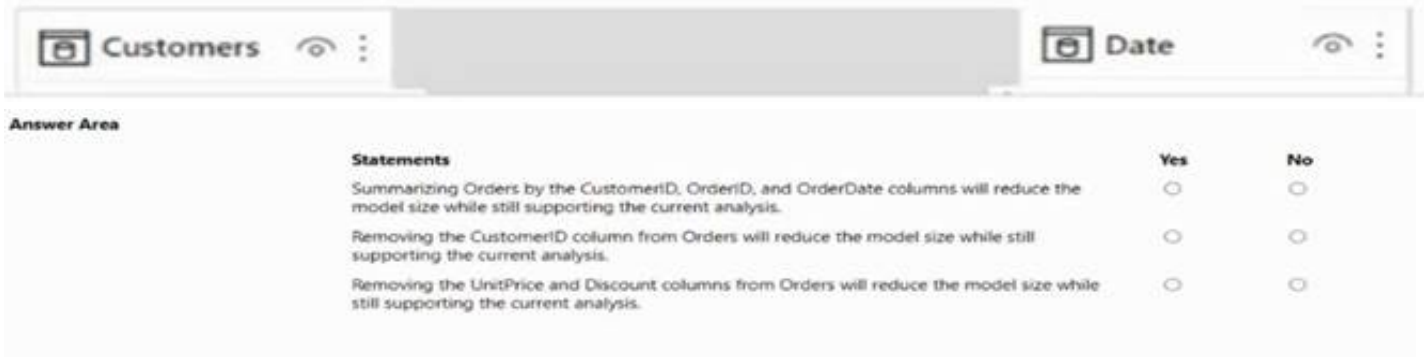 Customers
Date
Answer Area
Statements Yes No
Summarizing Orders by the CustomerID, OrderID, and OrderDate columns will reduce the
model size while still supporting the current analysis.
Removing the CustomerID column from Orders will reduce the model size while still
supporting the current analysis.
Removing the UnitPrice and Discount columns from Orders will reduce the model size while
still supporting the current analysis.